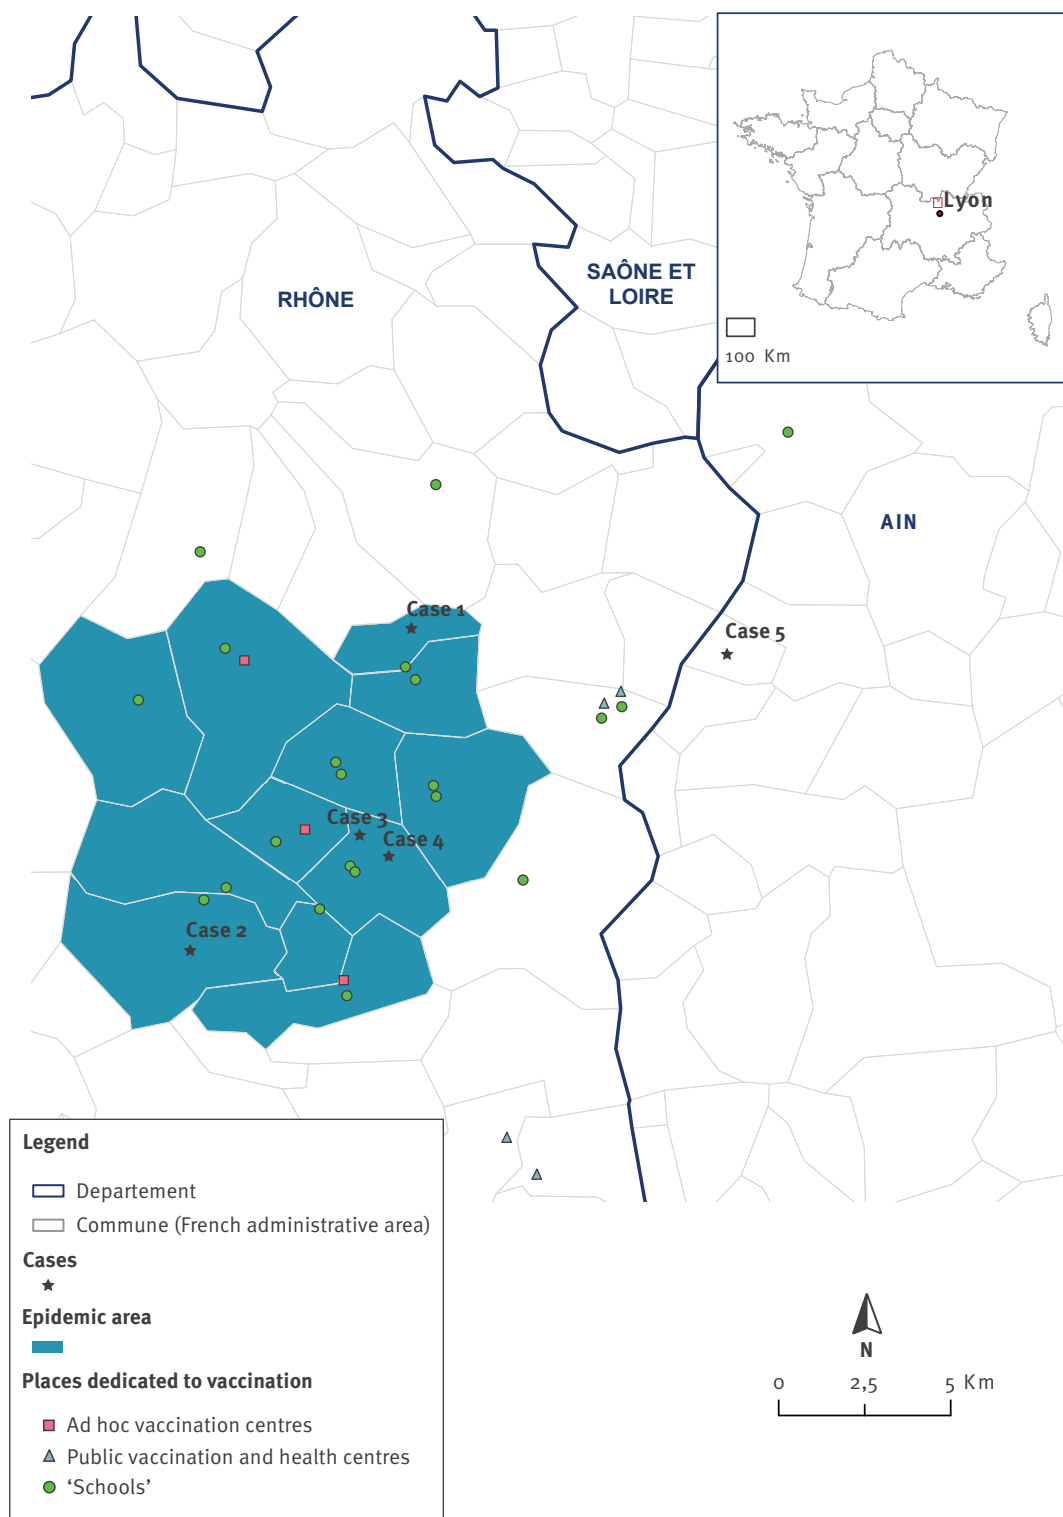 Lyon
100 Km
SAÔNE ET
LOIRE
RHÔNE
AIN
Case 1
Case 5
Case 3
Case 4
Case 2
Legend
Departement
Commune (French administrative area)
Cases
Epidemic area
Places dedicated to vaccination
Ad hoc vaccination centres
Public vaccination and health centres
‘Schools’
N
0 2,5 5 Km